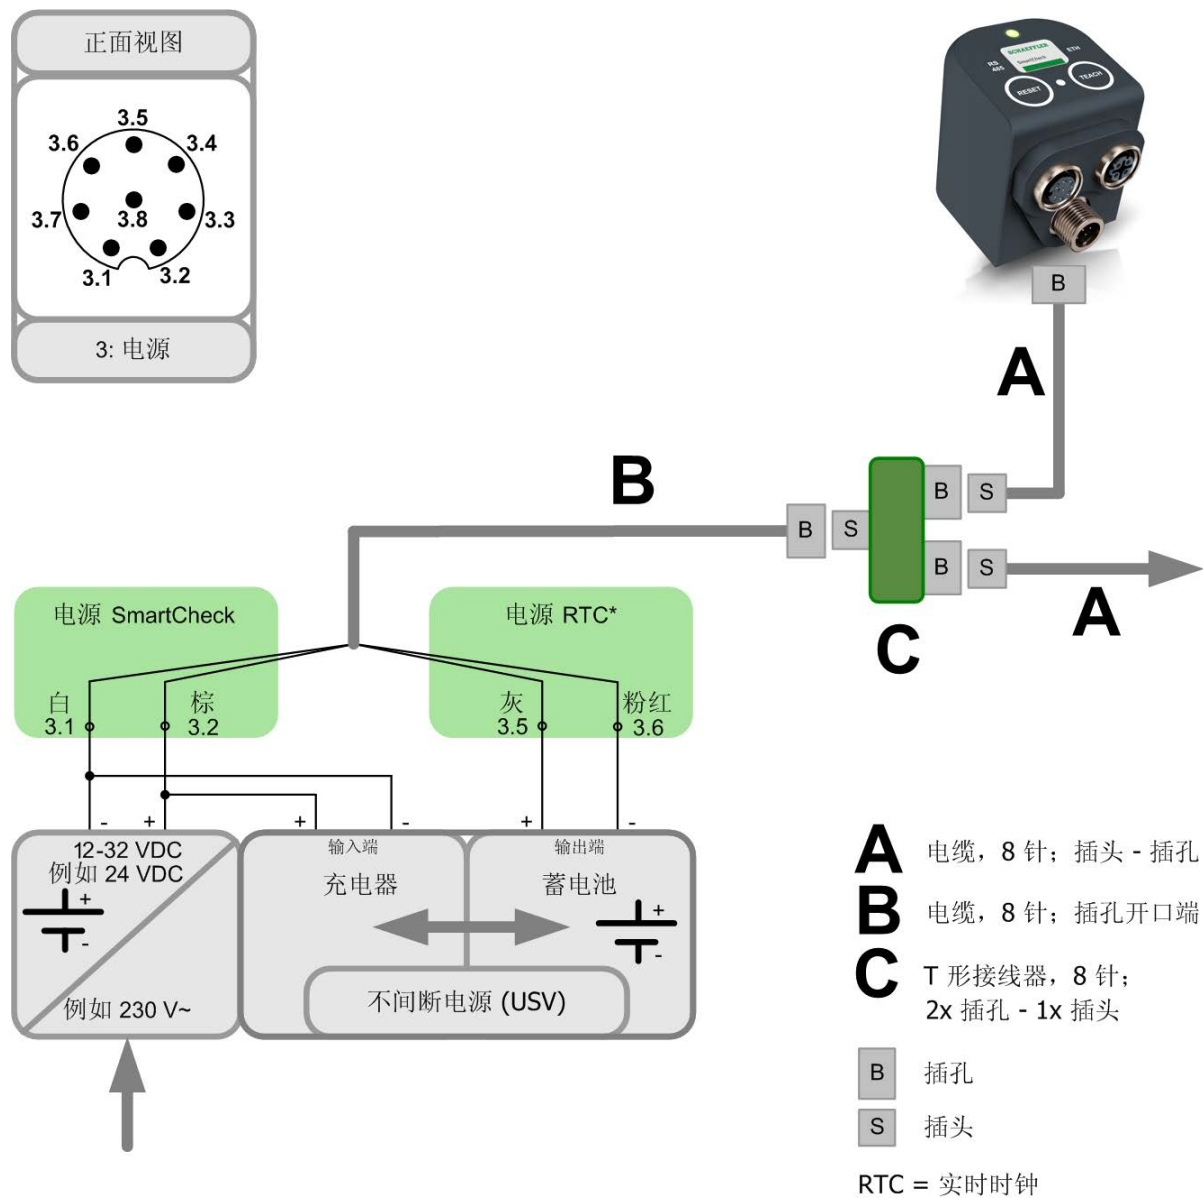 正面视图
3.5
3.6
3.4
3.7
3.8
3.3
3.1
3.2
3: 电源
SCHAEFFLER
SmartCheck
RS
485
ETH
RESET
TEACH
B
A
B
B
S
B
S
B
S
A
C
电源 SmartCheck
电源 RTC*
白
3.1
棕
3.2
灰
3.5
粉红
3.6
-
+
+
-
+
-
12-32 VDC
例如 24 VDC
+
-
例如 230 V~
输入端
充电器
输出端
蓄电池
+
-
不间断电源 (USV)
A 电缆，8 针；插头 - 插孔
B 电缆，8 针；插孔开口端
C T 形接线器，8 针；
2x 插孔 - 1x 插头
B 插孔
S 插头
RTC = 实时时钟